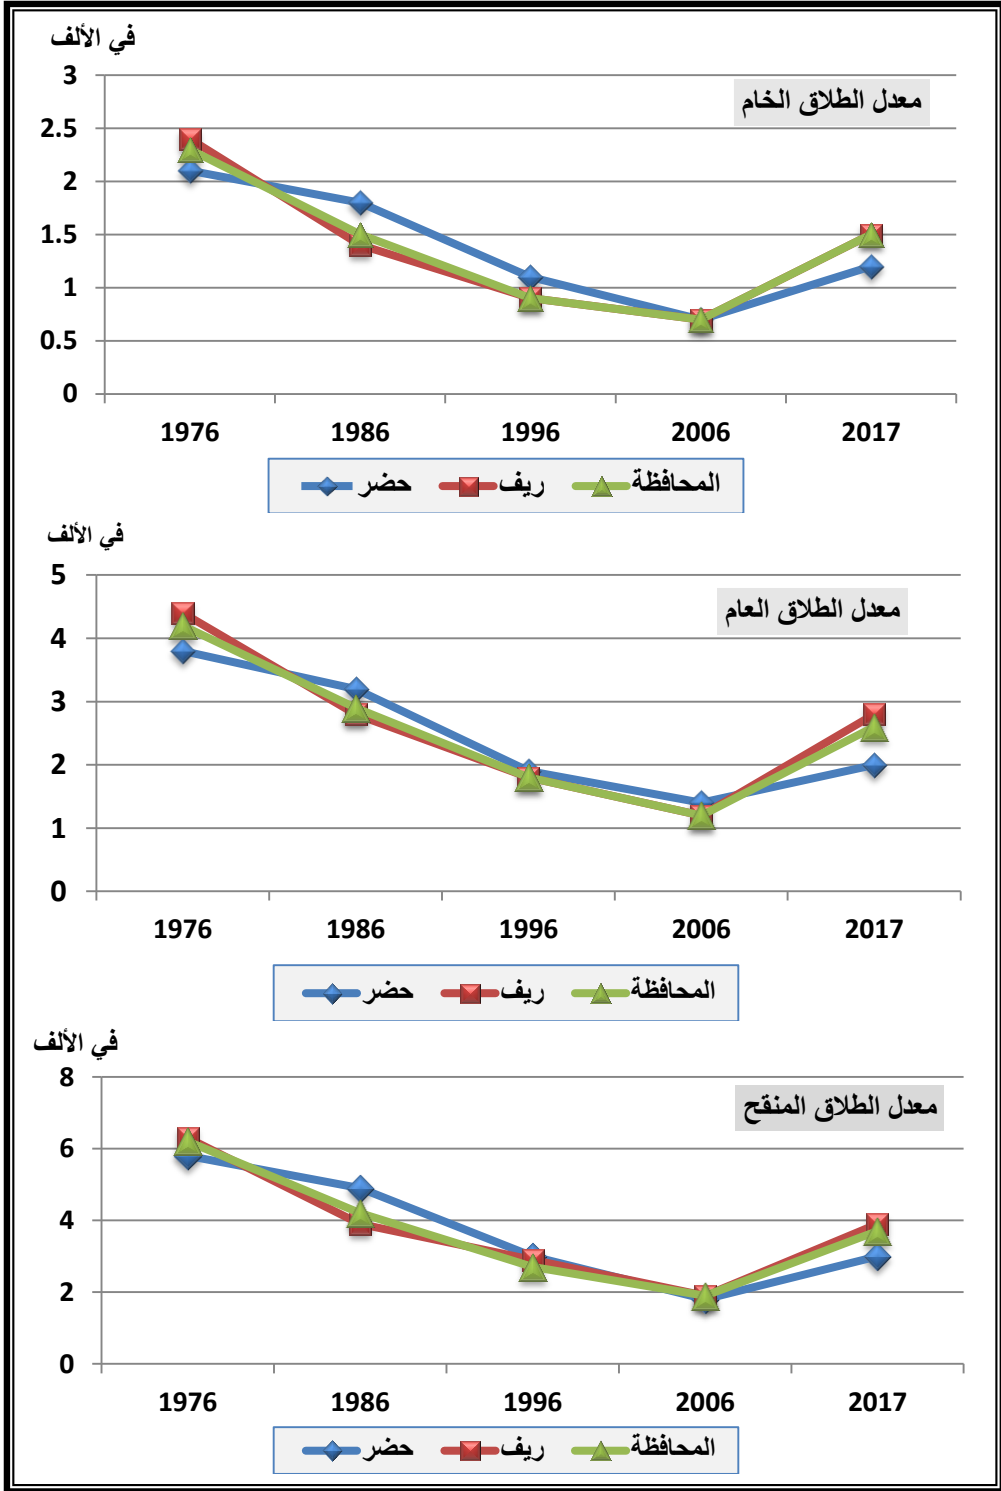 في الألف
معدل الطلاق الخام
3
2.5
2
1.5
1
0.5
0
1976 1986 1996 2006 2017
حضر ريف المحافظة
في الألف
معدل الطلاق العام
5
4
3
2
1
0
1976 1986 1996 2006 2017
حضر ريف المحافظة
في الألف
معدل الطلاق المنقح
8
6
4
2
0
1976 1986 1996 2006 2017
حضر ريف المحافظة